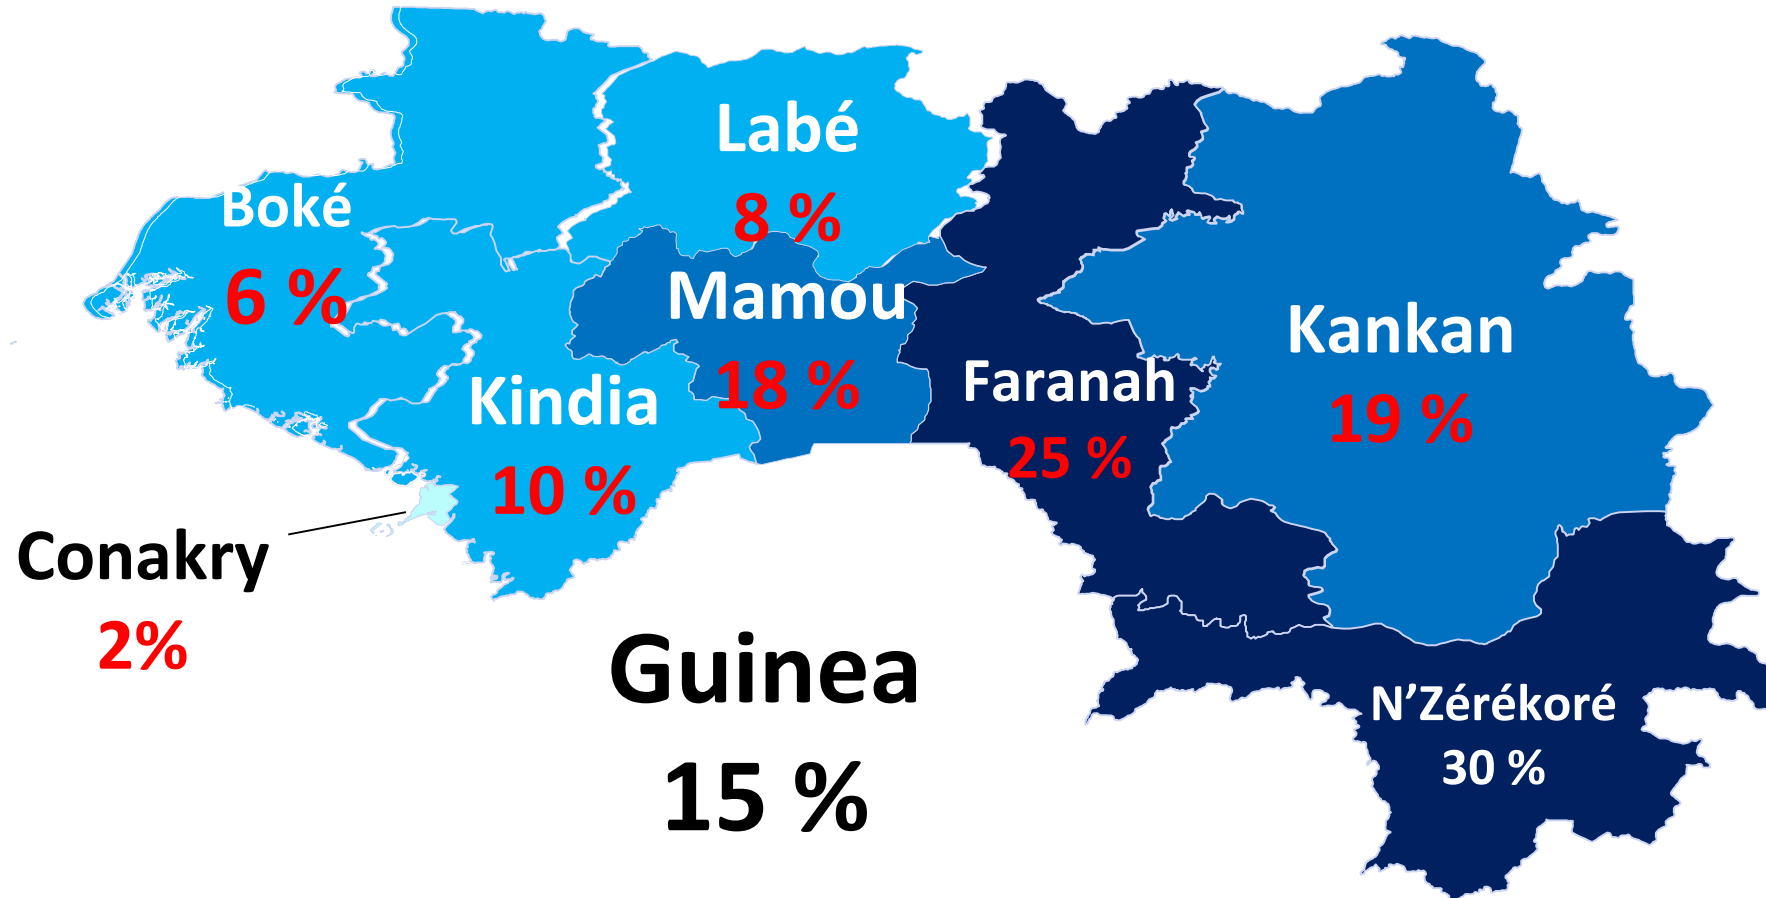 Labé
8 %
Boké
6 %
Mamou
18 %
Kankan
19 %
Faranah
25 %
Kindia
10 %
Conakry
2%
Guinea
15 %
N’Zérékoré
30 %